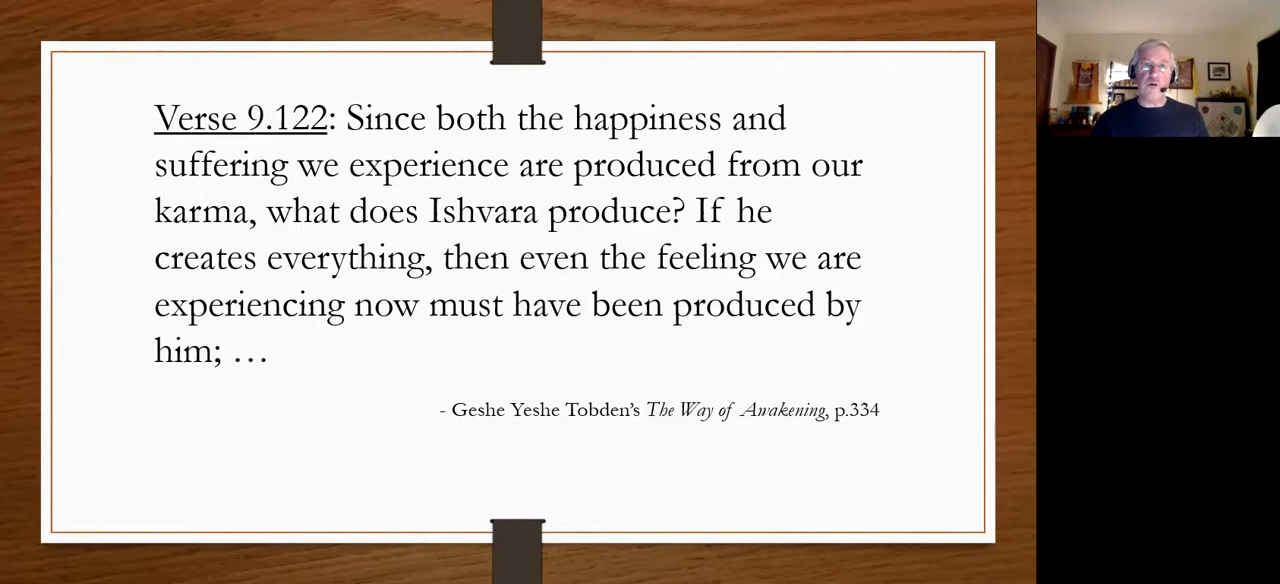 Verse 9.122: Since both the happiness and
suffering we experience are produced from our
karma, what does Ishvara produce? If he
creates everything, then even the feeling we are
experiencing now must have been produced by
him; …
- Geshe Yeshe Tobden’s The Way of Awakening, p.334